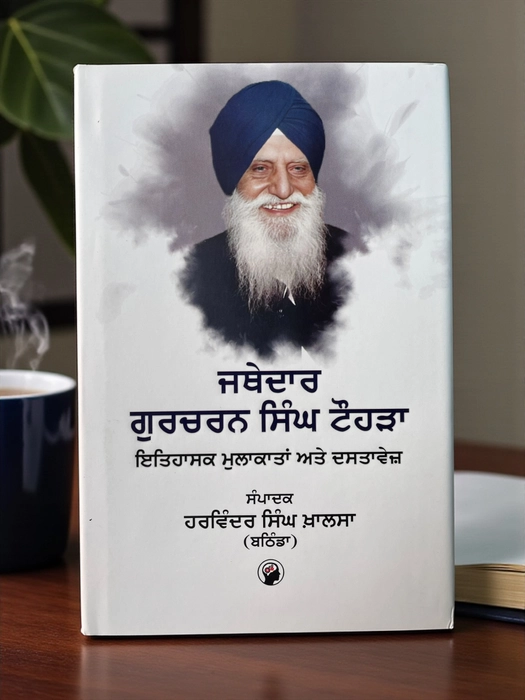 ਜਥੇਦਾਰ
ਗੁਰਚਰਨ ਸਿੰਘ ਟੌਹੜਾ
ਇਤਿਹਾਸਕ ਮੁਲਾਕਾਤਾਂ ਅਤੇ ਦਸਤਾਵੇਜ਼
ਸੰਪਾਦਕ
ਹਰਵਿੰਦਰ ਸਿੰਘ ਖ਼ਾਲਸਾ
(ਬਠਿੰਡਾ)